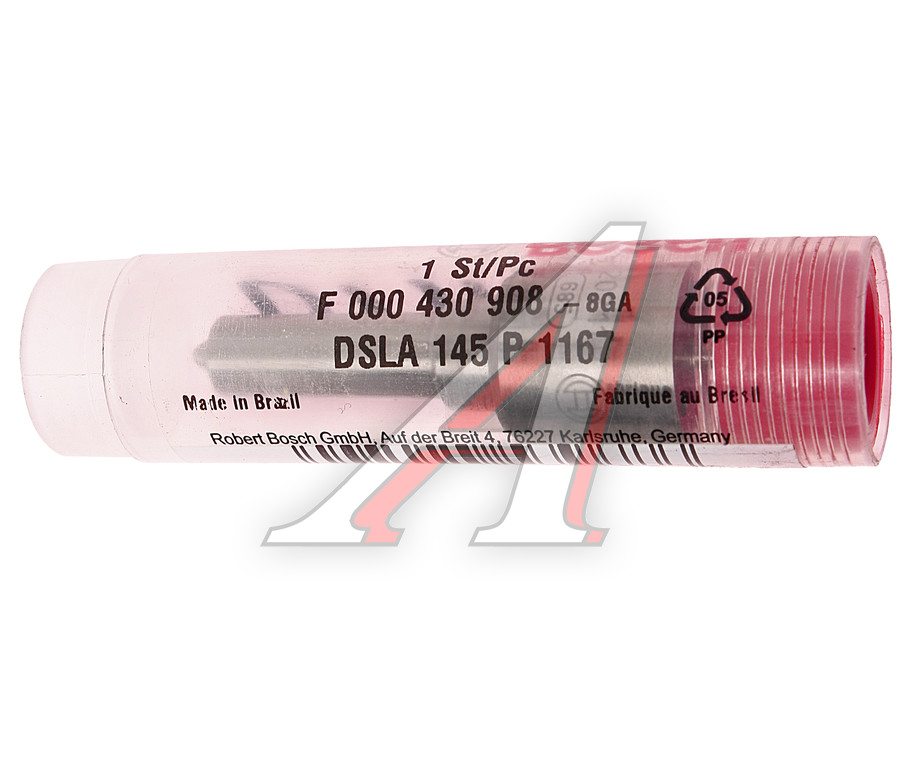 1 St/Pc
F 000 430 908 - 8GA
DSLA 145 P 1167
05
PP
Made in Brazil
Fabrique au Bresil
Robert Bosch GmbH, Auf der Breit 4, 76227 Karlsruhe, Germany